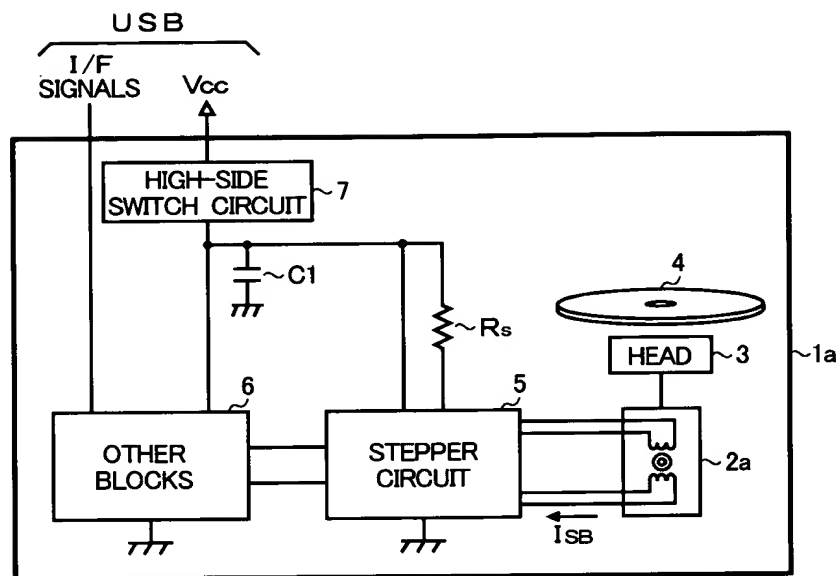 USB
I/F
SIGNALS
Vcc
HIGH-SIDE
SWITCH CIRCUIT
7
C1
Rs
4
HEAD
3
1a
6
5
OTHER
BLOCKS
STEPPER
CIRCUIT
2a
ISB